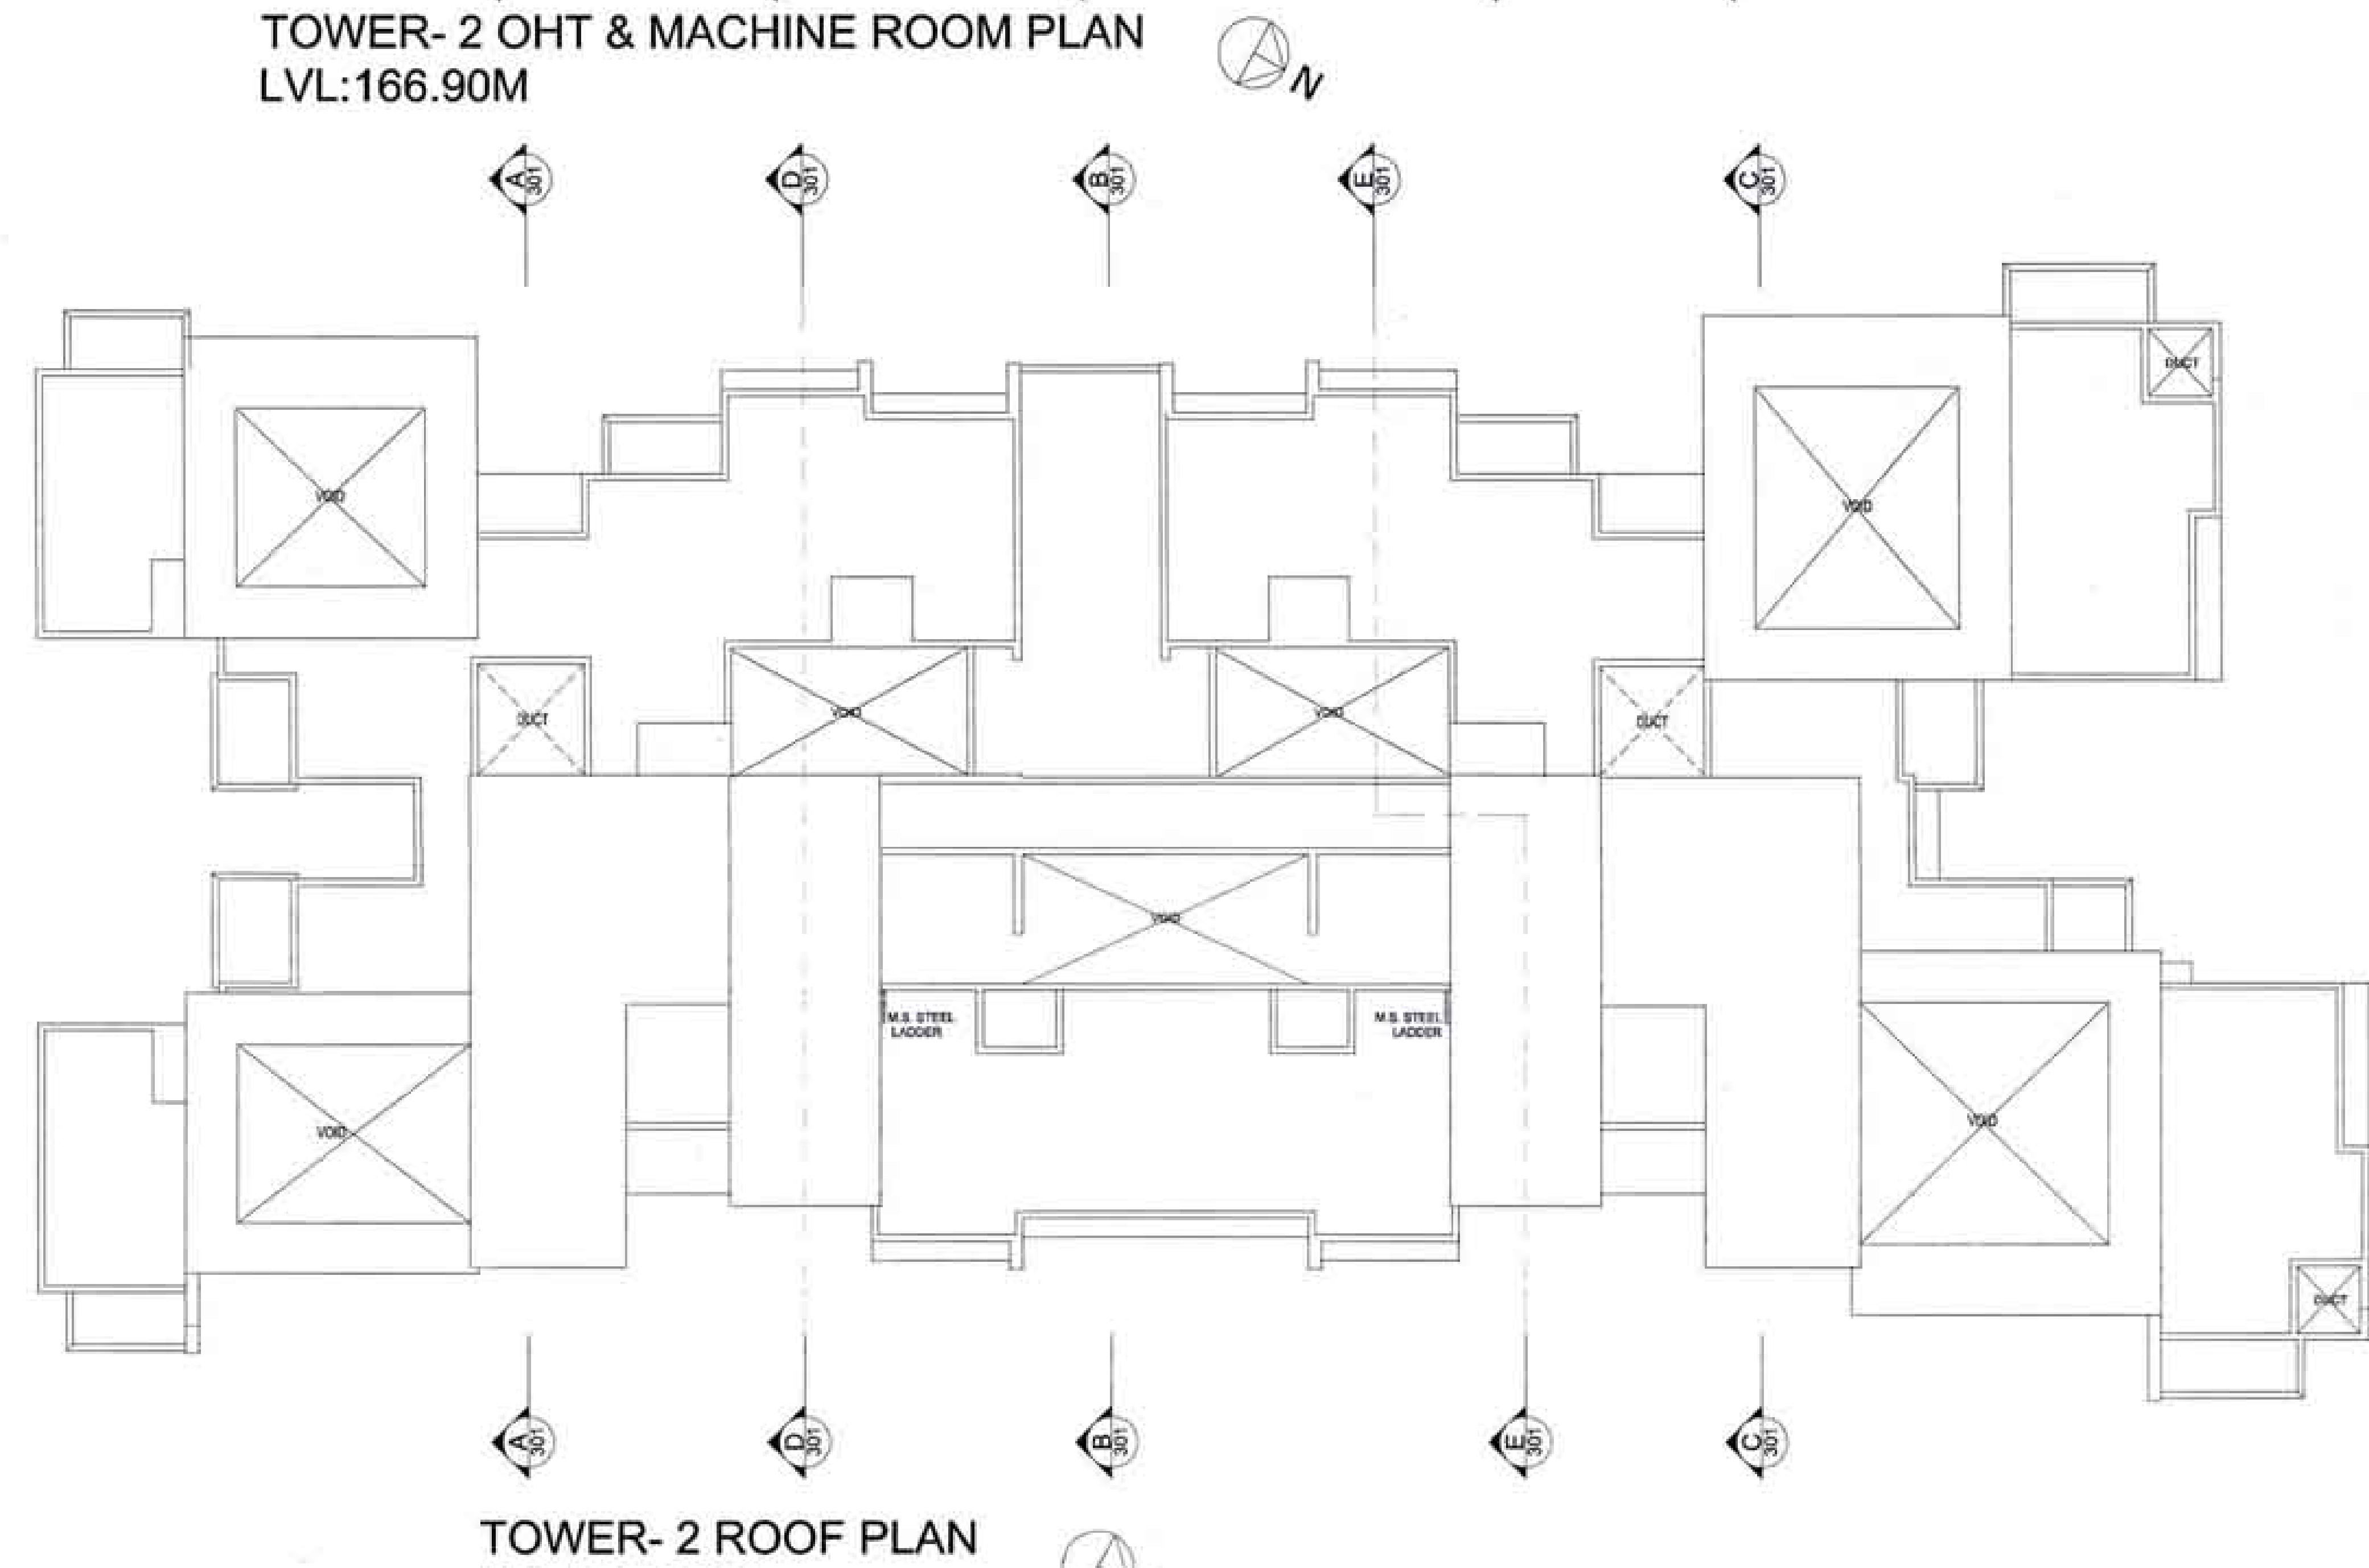 TOWER- 2 OHT & MACHINE ROOM PLAN
LVL:166.90M
N
A 301
D 301
B 301
E 301
C 301
DUCT
VOID
VOID
DUCT
VOID
VOID
DUCT
VOID
M.S. STEEL
LADDER
M.S. STEEL
LADDER
VOID
VOID
DUCT
A 301
D 301
B 301
E 301
C 301
TOWER- 2 ROOF PLAN